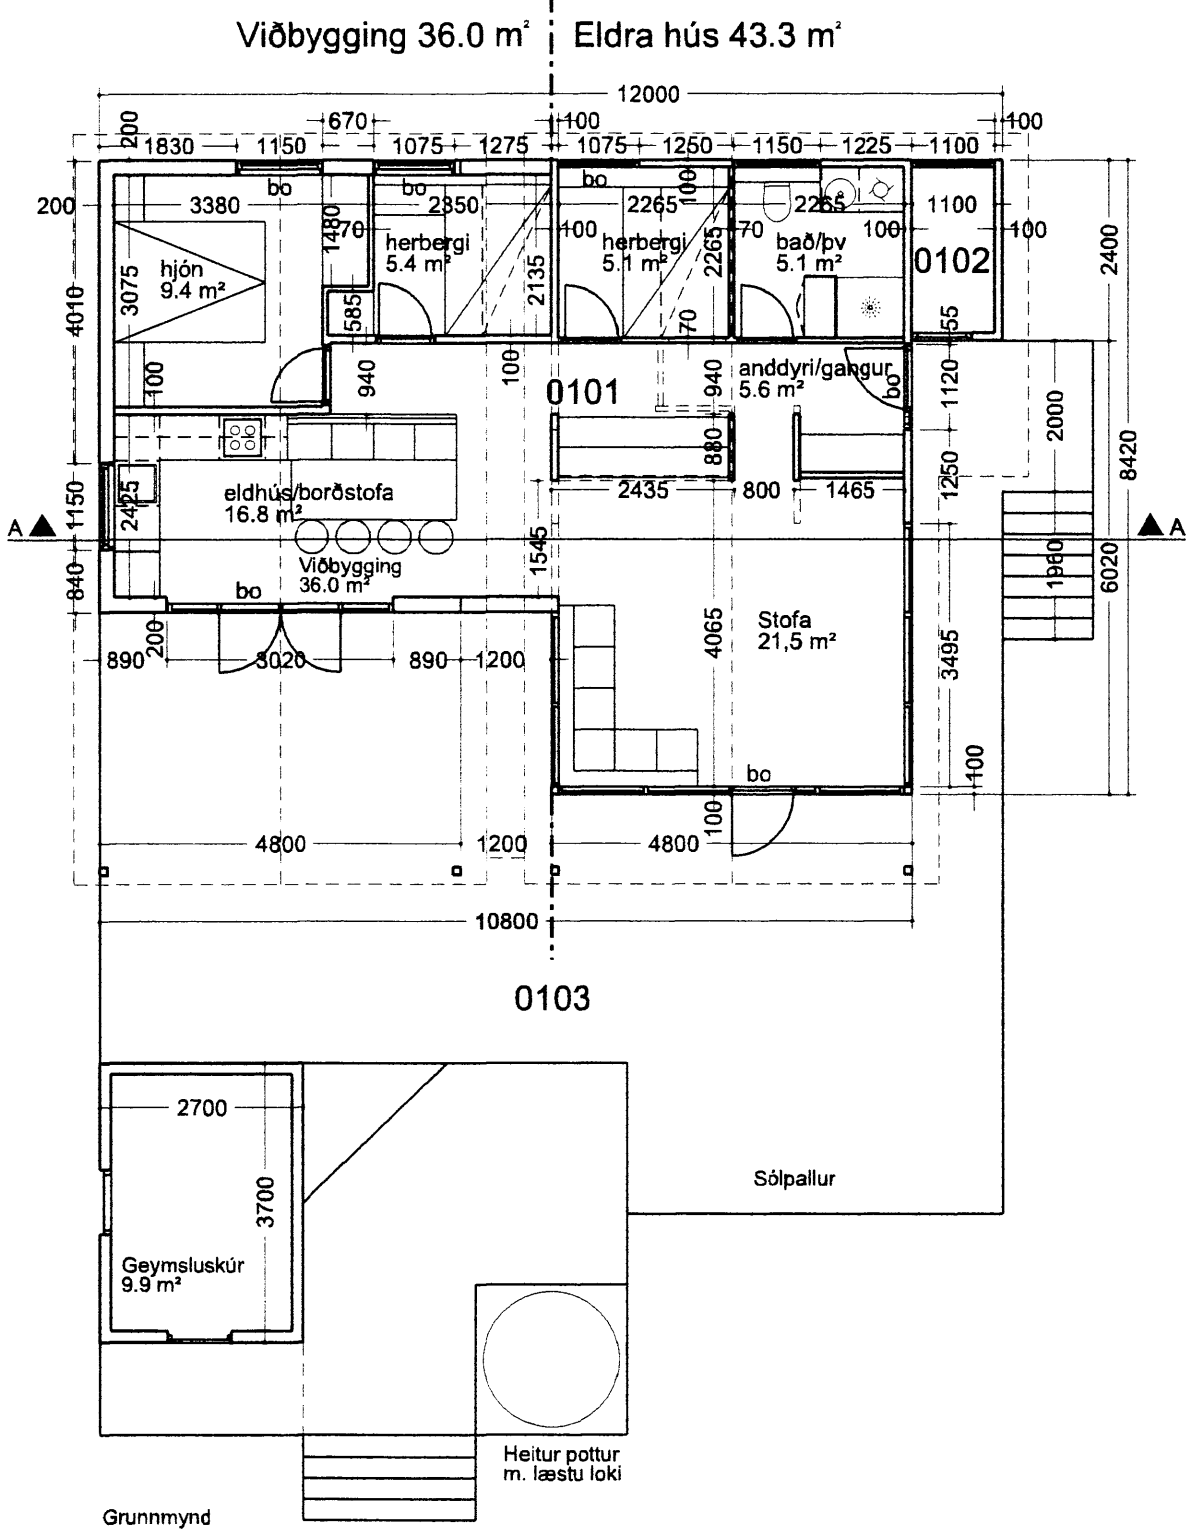 Viðbygging 36.0 m² Eldra hús 43.3 m²
12000
200 670 100 100
1830 1150 1075 1275 1075 1250 1150 1225 1100
bo bo bo
200 3380 2350 2265 100 2265 1100
1480 70 100 70 100 100
hjón
9.4 m²
herbergi
5.4 m²
herbergi
5.1 m²
bað/þv
5.1 m²
0102
3075 4010 585 2135 2265 70 55 2400
100 940 100 940
0101
anddyri/gangur
5.6 m²
bo
1120 2000 8420
880 1250
2435 800 1465
1150 2425
eldhús/borðstofa
16.8 m²
A A
840 1545 1960 6020
Viðbygging
36.0 m²
bo
200 4065 3495
Stofa
21,5 m²
890 3020 890 1200
bo
100
100
4800 1200 4800
10800
0103
2700
3700
Sólpallur
Geymsluskúr
9.9 m²
Heitur pottur
m. læstu loki
Grunnmynd